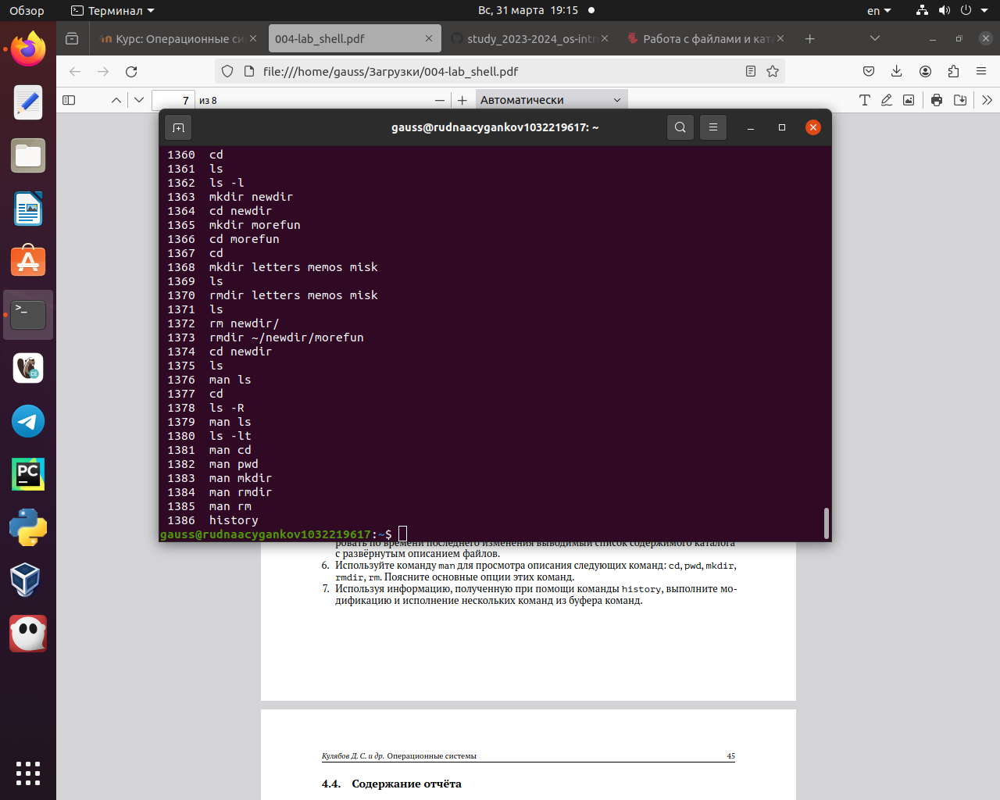 Обзор
Терминал
Вс, 31 марта 19:15
en
Курс: Операционные си
004-lab_shell.pdf
study_2023-2024_os-intr
Работа с файлами и ката
file:///home/gauss/Загрузки/004-lab_shell.pdf
7
из 8
Автоматически
gauss@rudnaacygankov1032219617: ~
1360 cd
1361 ls
1362 ls -l
1363 mkdir newdir
1364 cd newdir
1365 mkdir morefun
1366 cd morefun
1367 cd
1368 mkdir letters memos misk
1369 ls
1370 rmdir letters memos misk
1371 ls
1372 rm newdir/
1373 rmdir ~/newdir/morefun
1374 cd newdir
1375 ls
1376 man ls
1377 cd
1378 ls -R
1379 man ls
1380 ls -lt
1381 man cd
1382 man pwd
1383 man mkdir
1384 man rmdir
1385 man rm
1386 history
gauss@rudnaacygankov1032219617:~$
ровать по времени последнего изменения выводимый список содержимого каталога
с развёрнутым описанием файлов.
6. Используйте команду man для просмотра описания следующих команд: cd, pwd, mkdir,
rmdir, rm. Поясните основные опции этих команд.
7. Используя информацию, полученную при помощи команды history, выполните мо-
дификацию и исполнение нескольких команд из буфера команд.
Кулябов Д. С. и др. Операционные системы
45
4.4. Содержание отчёта
>_
CE
PC